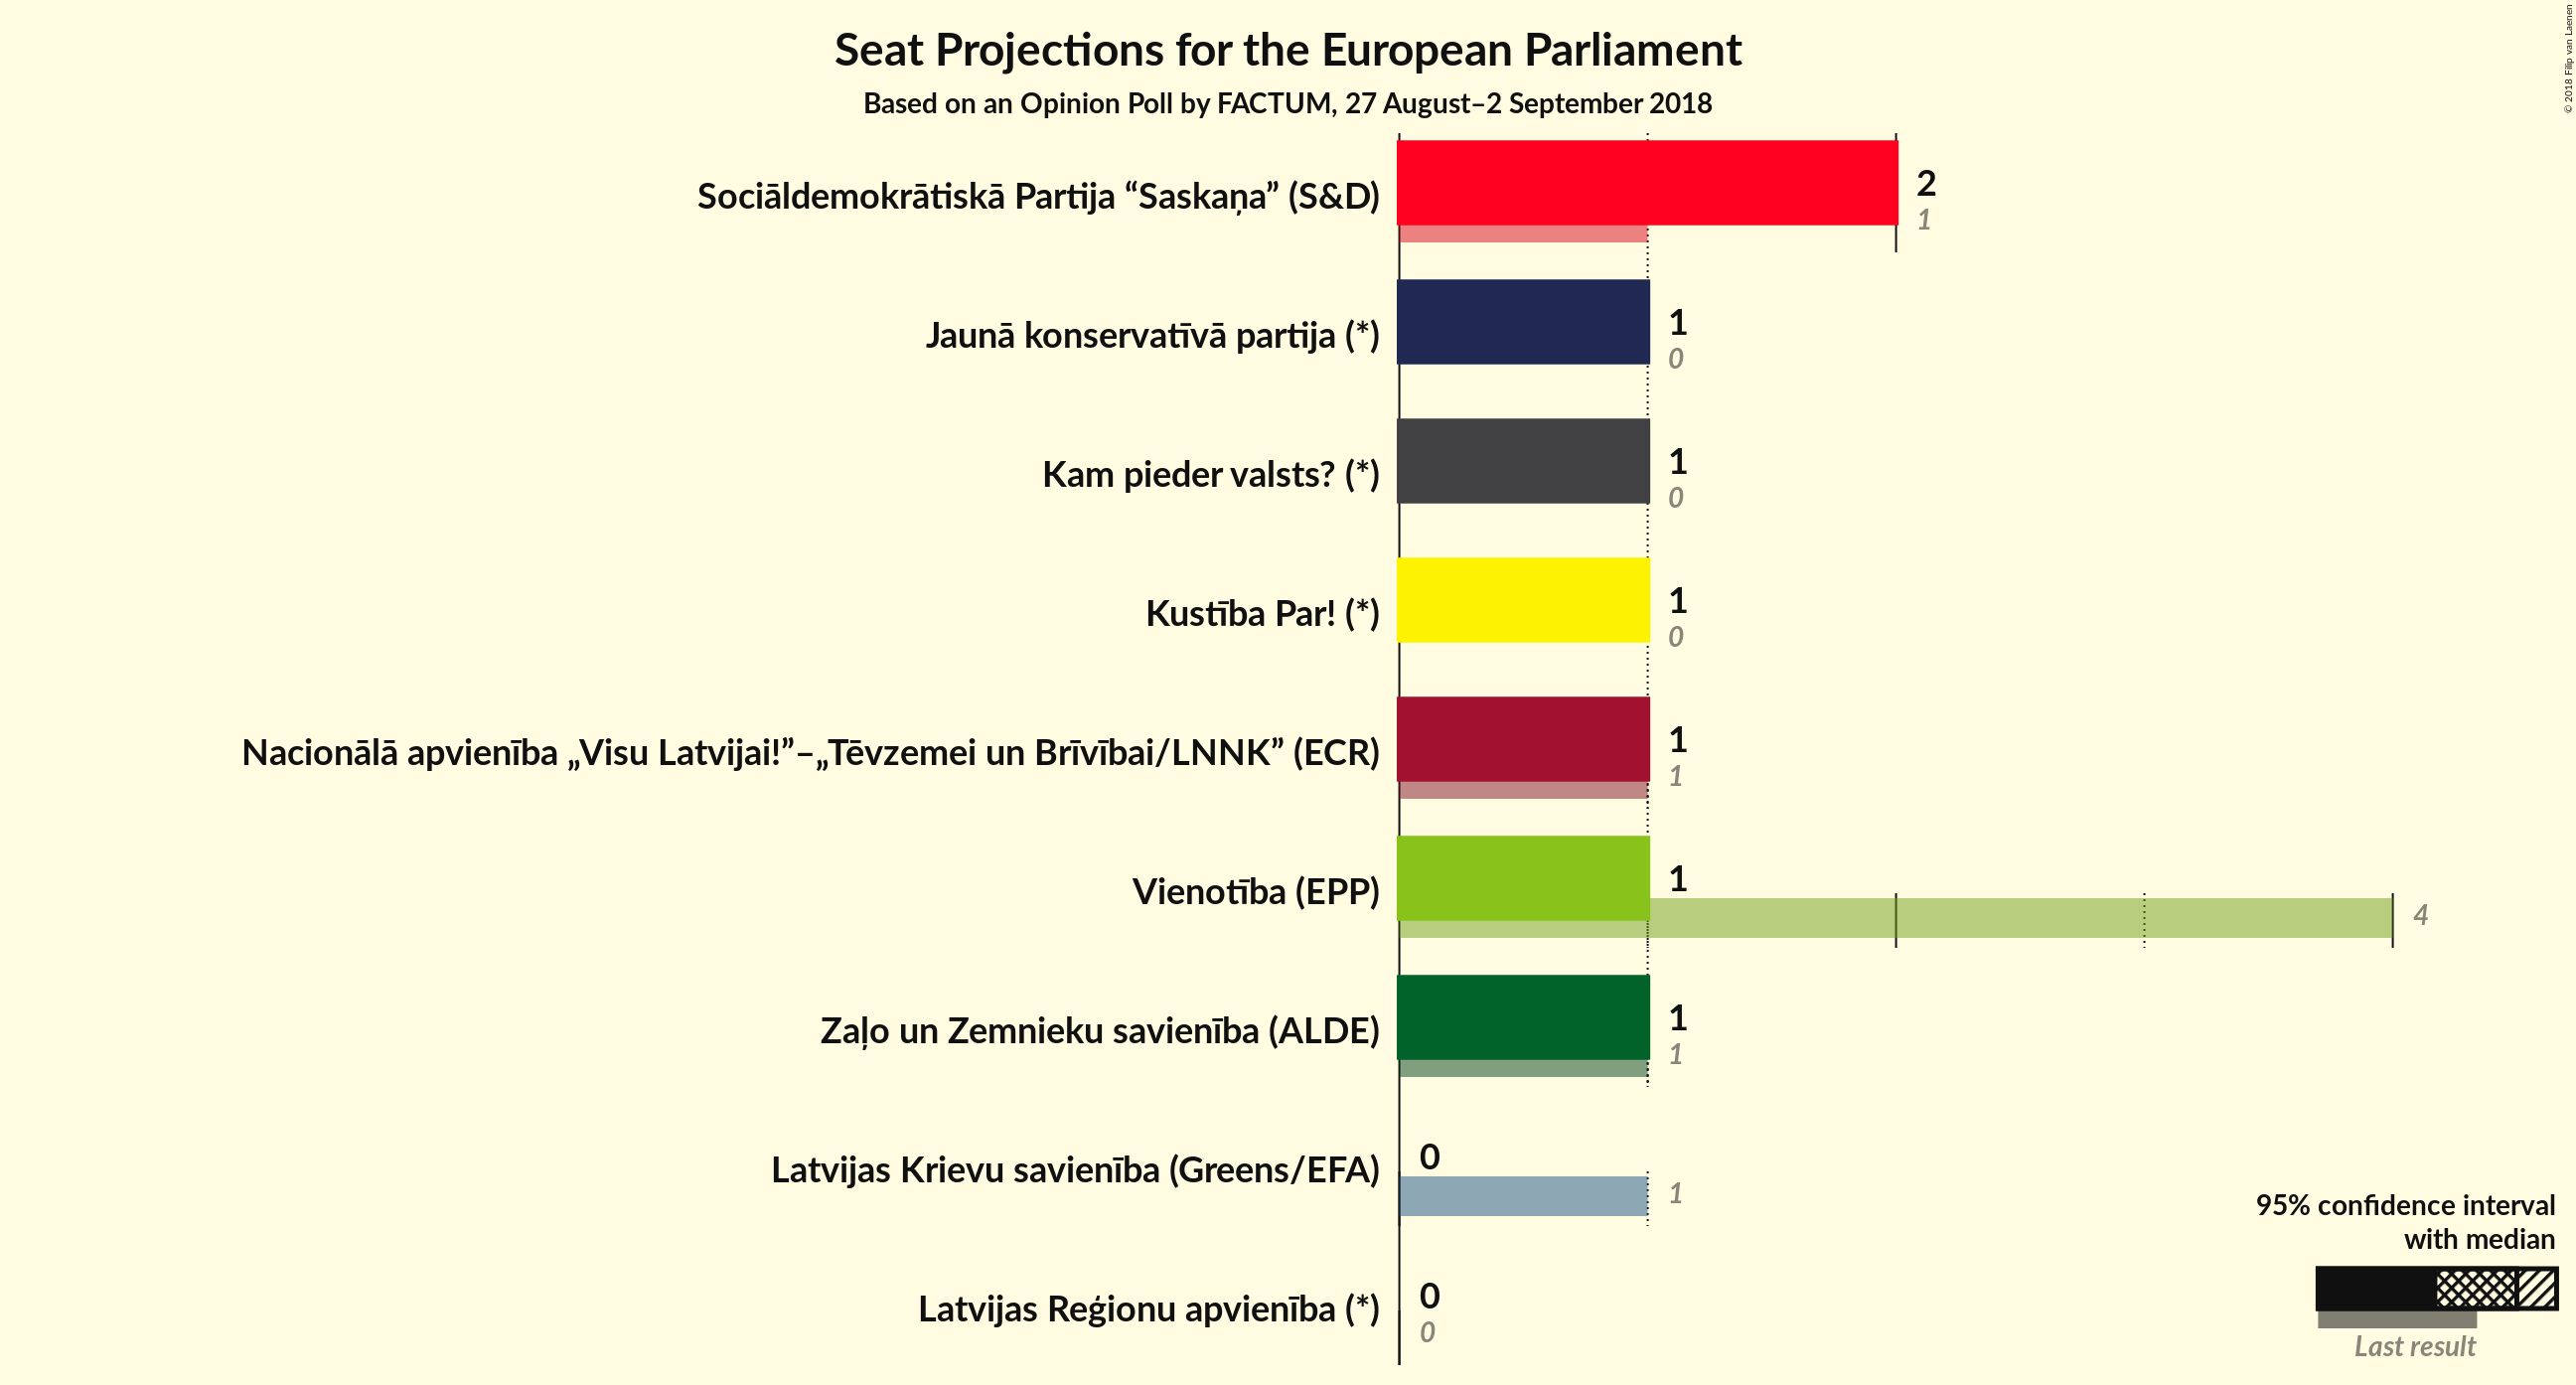 Seat Projections for the European Parliament
Based on an Opinion Poll by FACTUM, 27 August–2 September 2018
© 2018 Filip van Laenen
Sociāldemokrātiskā Partija “Saskaņa” (S&D)
2
1
Jaunā konservatīvā partija (*)
1
0
Kam pieder valsts? (*)
1
0
Kustība Par! (*)
1
0
Nacionālā apvienība „Visu Latvijai!”–„Tēvzemei un Brīvībai/LNNK” (ECR)
1
1
Vienotība (EPP)
1
4
Zaļo un Zemnieku savienība (ALDE)
1
1
Latvijas Krievu savienība (Greens/EFA)
0
1
Latvijas Reģionu apvienība (*)
0
0
95% confidence interval
with median
Last result